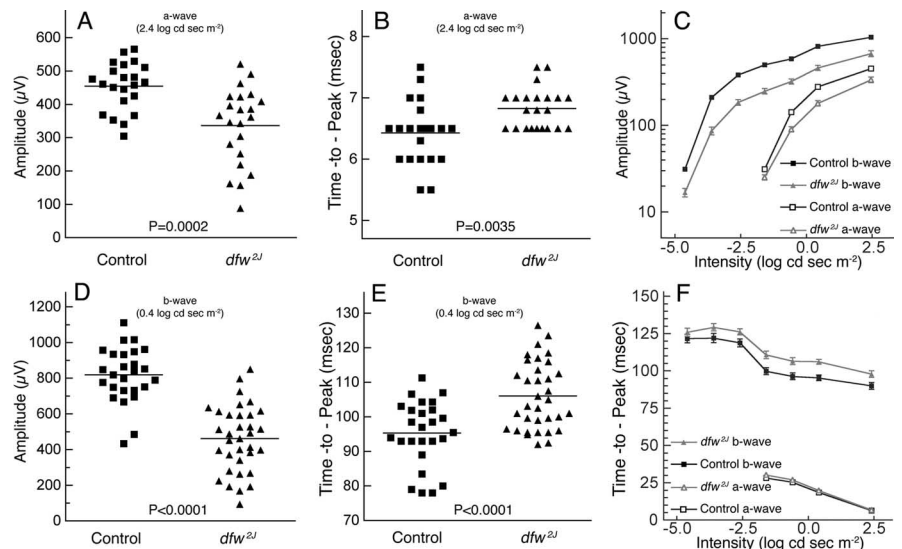 A
a-wave
(2.4 log cd sec m⁻²)
Amplitude (µV)
600
500
400
300
200
100
0
P=0.0002
Control
dfw²ᴶ
B
a-wave
(2.4 log cd sec m⁻²)
Time -to - Peak (msec)
8
7
6
5
P=0.0035
Control
dfw²ᴶ
C
Amplitude (µV)
1000
100
10
Control b-wave
dfw²ᴶ b-wave
Control a-wave
dfw²ᴶ a-wave
-5.0
-2.5
0.0
2.5
Intensity (log cd sec m⁻²)
D
b-wave
(0.4 log cd sec m⁻²)
Amplitude (µV)
1200
1000
800
600
400
200
0
P<0.0001
Control
dfw²ᴶ
E
b-wave
(0.4 log cd sec m⁻²)
Time -to - Peak (msec)
130
120
110
100
90
80
70
P<0.0001
Control
dfw²ᴶ
F
Time -to - Peak (msec)
150
125
100
75
50
25
0
dfw²ᴶ b-wave
Control b-wave
dfw²ᴶ a-wave
Control a-wave
-5.0
-2.5
0.0
2.5
Intensity (log cd sec m⁻²)